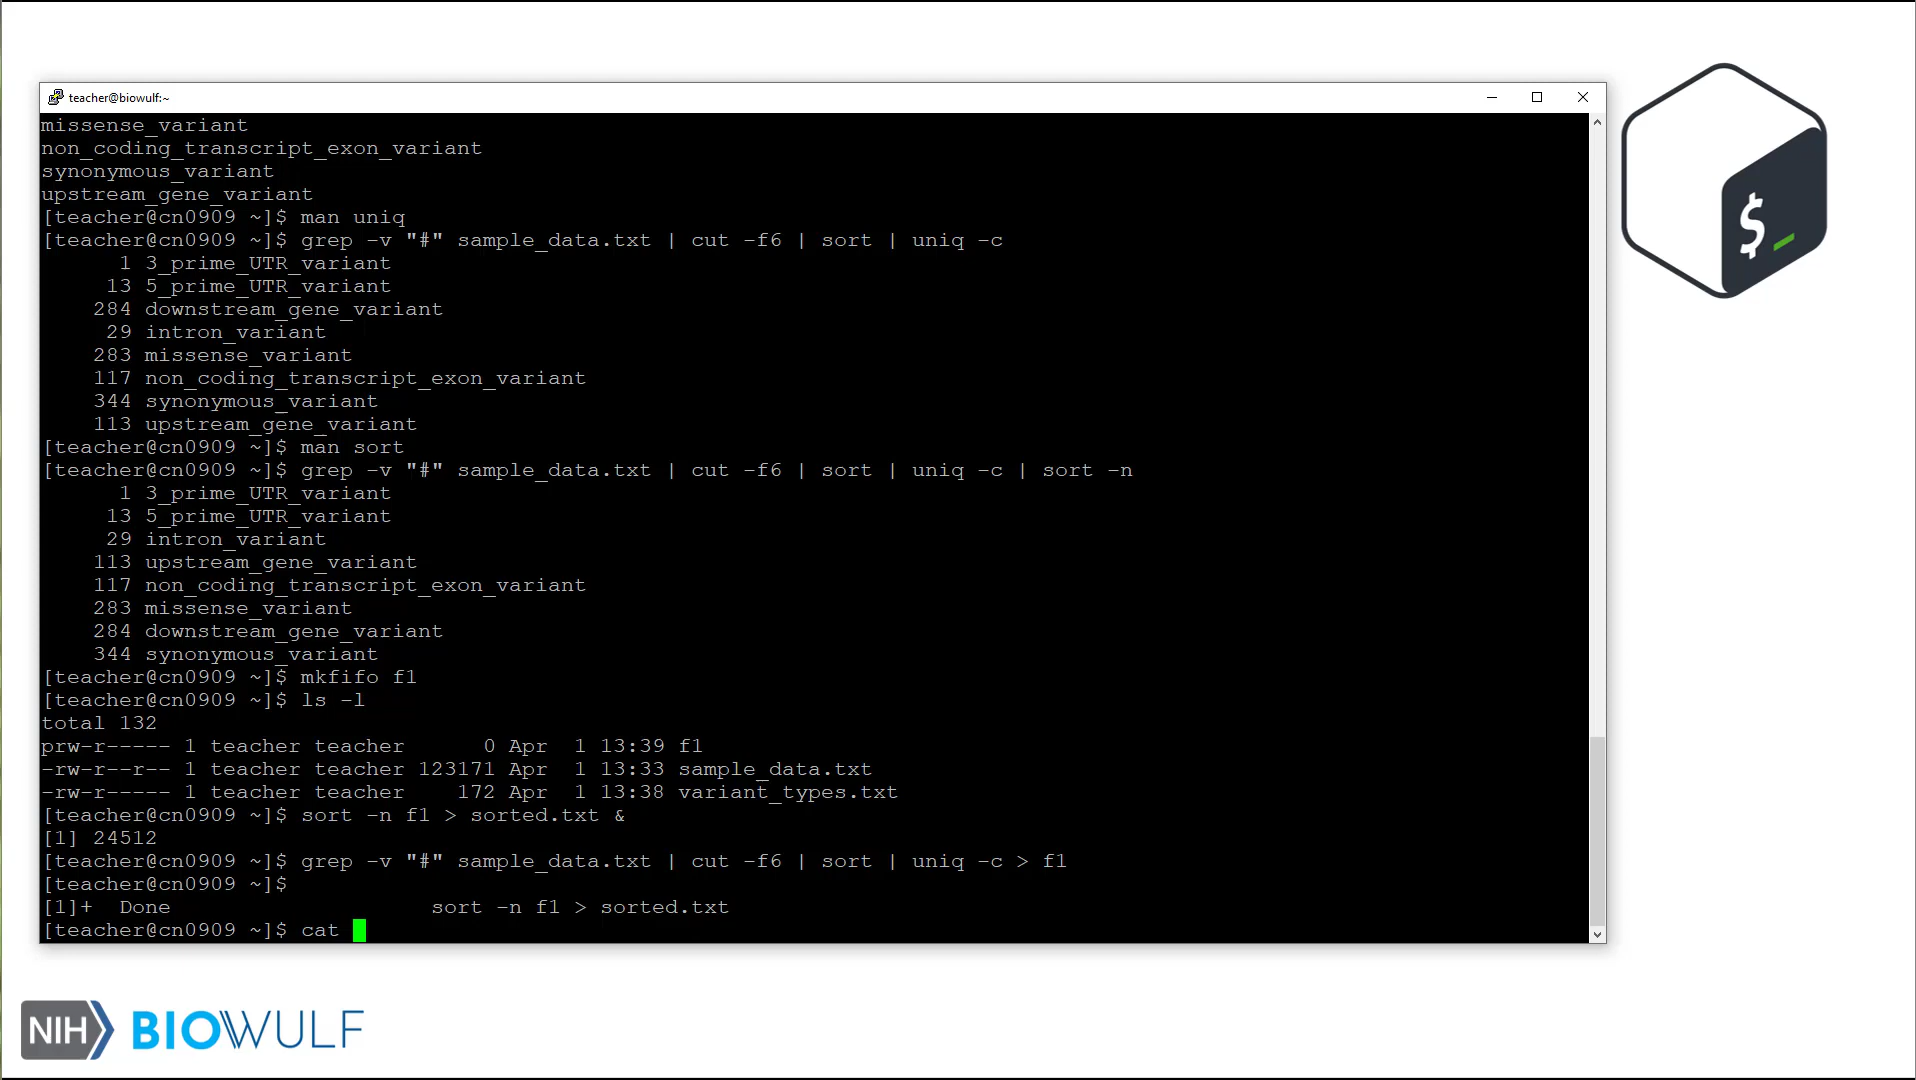 teacher@biowulf:~
missense_variant
non_coding_transcript_exon_variant
synonymous_variant
upstream_gene_variant
[teacher@cn0909 ~]$ man uniq
[teacher@cn0909 ~]$ grep -v "#" sample_data.txt | cut -f6 | sort | uniq -c
1 3_prime_UTR_variant
13 5_prime_UTR_variant
284 downstream_gene_variant
29 intron_variant
283 missense_variant
117 non_coding_transcript_exon_variant
344 synonymous_variant
113 upstream_gene_variant
[teacher@cn0909 ~]$ man sort
[teacher@cn0909 ~]$ grep -v "#" sample_data.txt | cut -f6 | sort | uniq -c | sort -n
1 3_prime_UTR_variant
13 5_prime_UTR_variant
29 intron_variant
113 upstream_gene_variant
117 non_coding_transcript_exon_variant
283 missense_variant
284 downstream_gene_variant
344 synonymous_variant
[teacher@cn0909 ~]$ mkfifo f1
[teacher@cn0909 ~]$ ls -l
total 132
prw-r----- 1 teacher teacher 0 Apr 1 13:39 f1
-rw-r--r-- 1 teacher teacher 123171 Apr 1 13:33 sample_data.txt
-rw-r----- 1 teacher teacher 172 Apr 1 13:38 variant_types.txt
[teacher@cn0909 ~]$ sort -n f1 > sorted.txt &
[1] 24512
[teacher@cn0909 ~]$ grep -v "#" sample_data.txt | cut -f6 | sort | uniq -c > f1
[teacher@cn0909 ~]$
[1]+ Done sort -n f1 > sorted.txt
[teacher@cn0909 ~]$ cat
$_
NIH BIOWULF